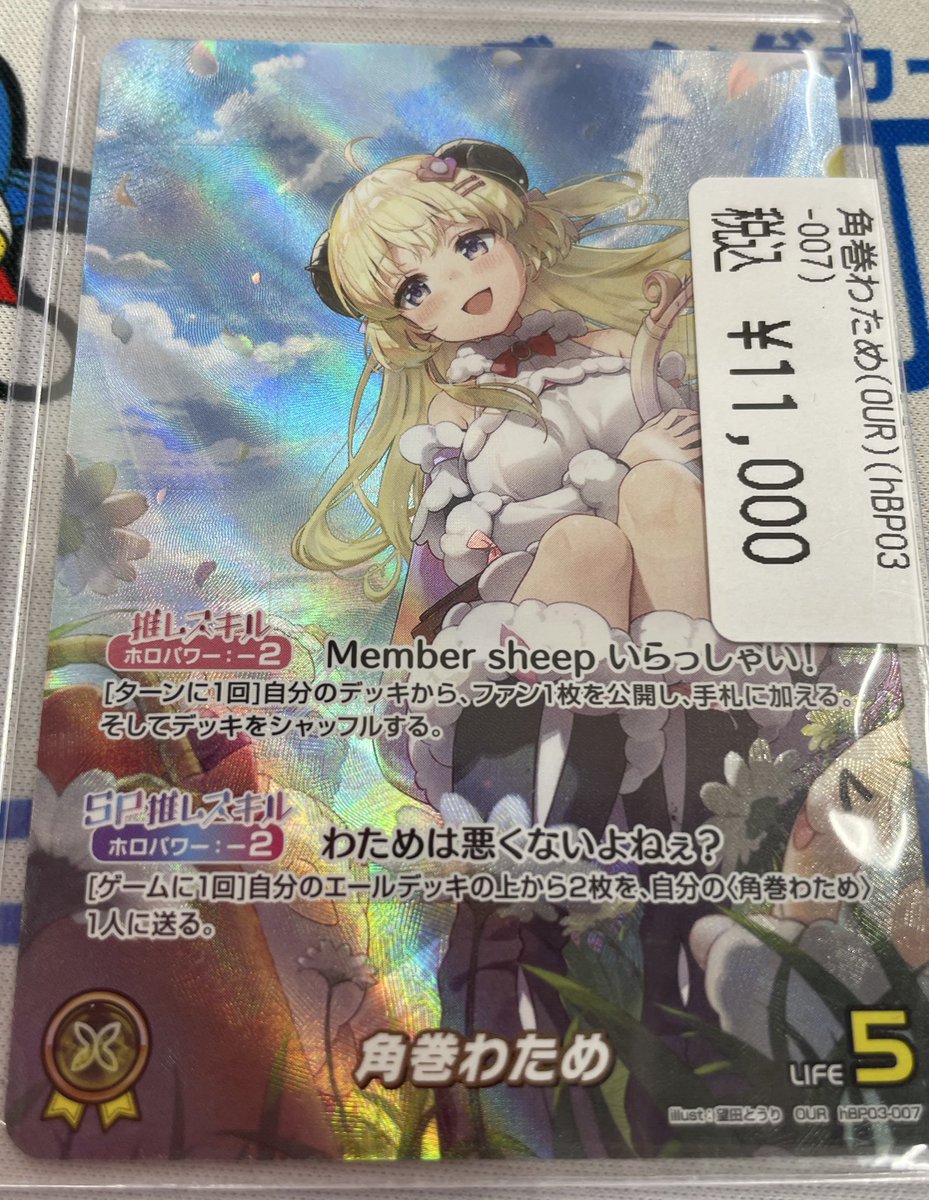 角巻わため(OUR)(hBP03
-007)
税込 ¥11,000
推しスキル
ホロパワー:-2
Member sheep いらっしゃい!
[ターンに1回]自分のデッキから、ファン1枚を公開し、手札に加える。
そしてデッキをシャッフルする。
SP推しスキル
ホロパワー:-2
わためは悪くないよねぇ?
[ゲームに1回]自分のエールデッキの上から2枚を、自分の〈角巻わため〉
1人に送る。
角巻わため
LIFE 5
illust:望田とうり OUR hBP03-007